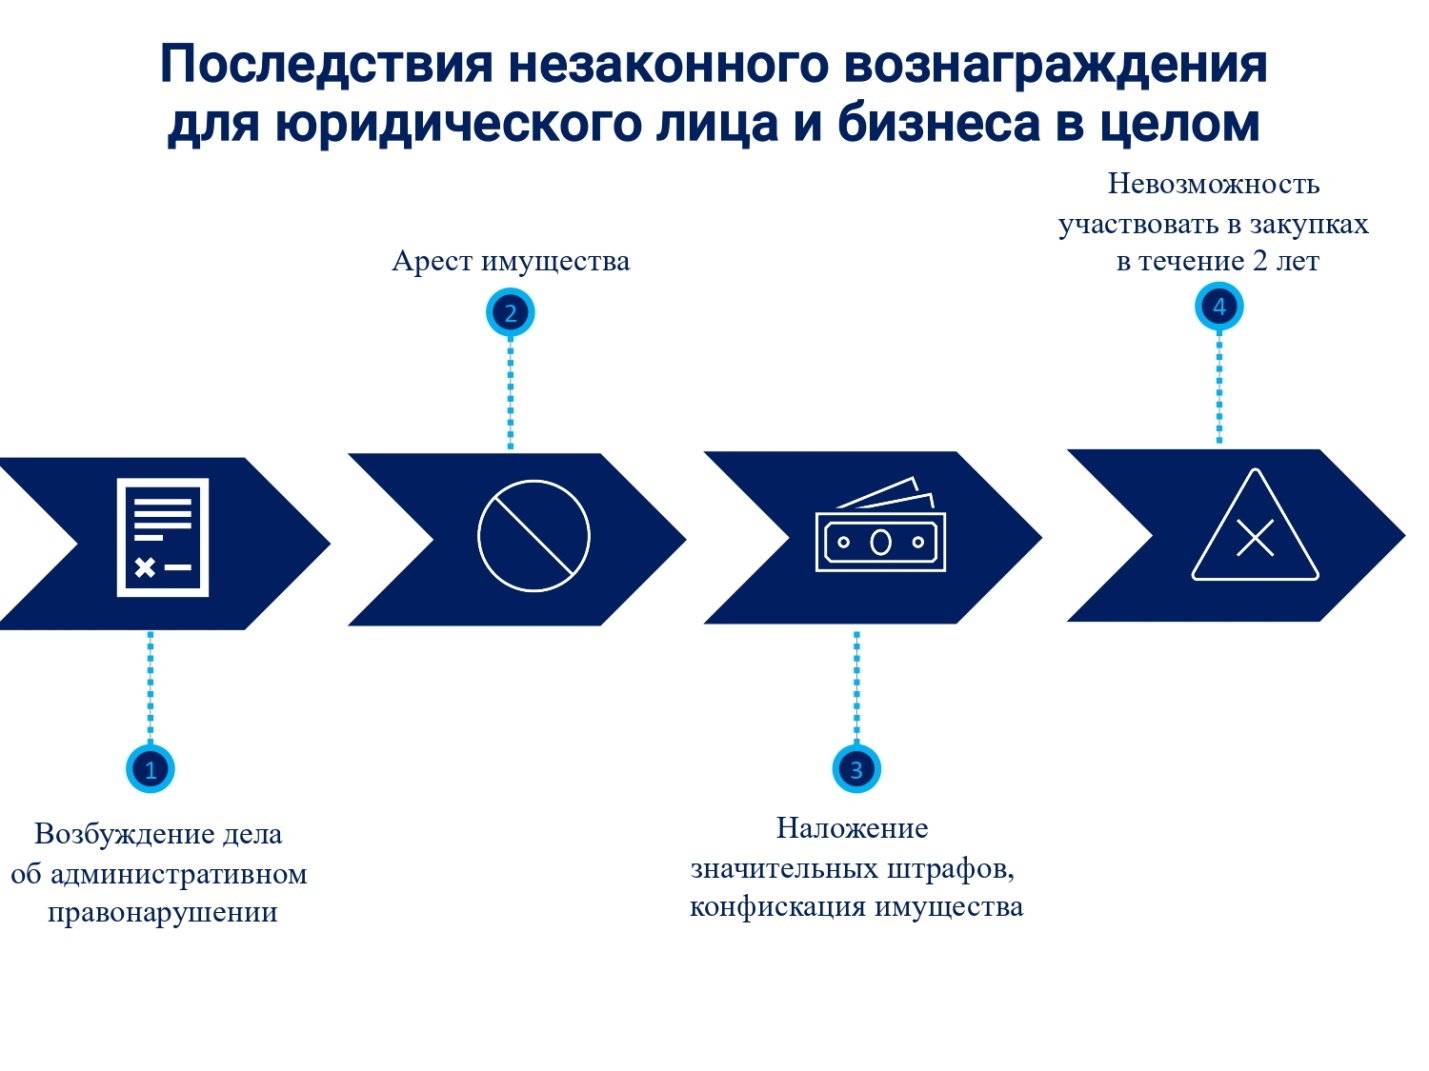 Последствия незаконного вознаграждения
для юридического лица и бизнеса в целом
1
Возбуждение дела
об административном
правонарушении
Арест имущества
2
3
Наложение
значительных штрафов,
конфискация имущества
Невозможность
участвовать в закупках
в течение 2 лет
4